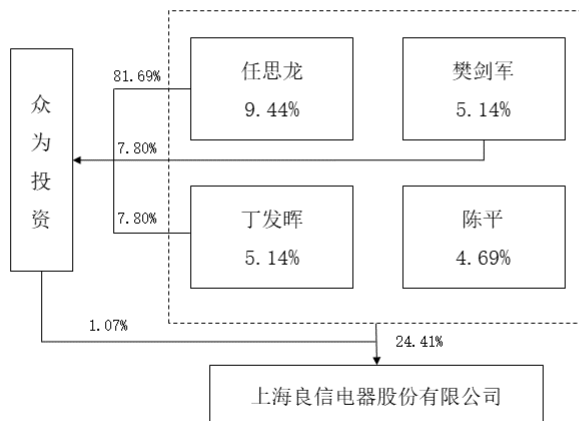 众为投资
81.69%
任思龙
9.44%
樊剑军
5.14%
7.80%
7.80%
丁发晖
5.14%
陈平
4.69%
1.07%
24.41%
上海良信电器股份有限公司